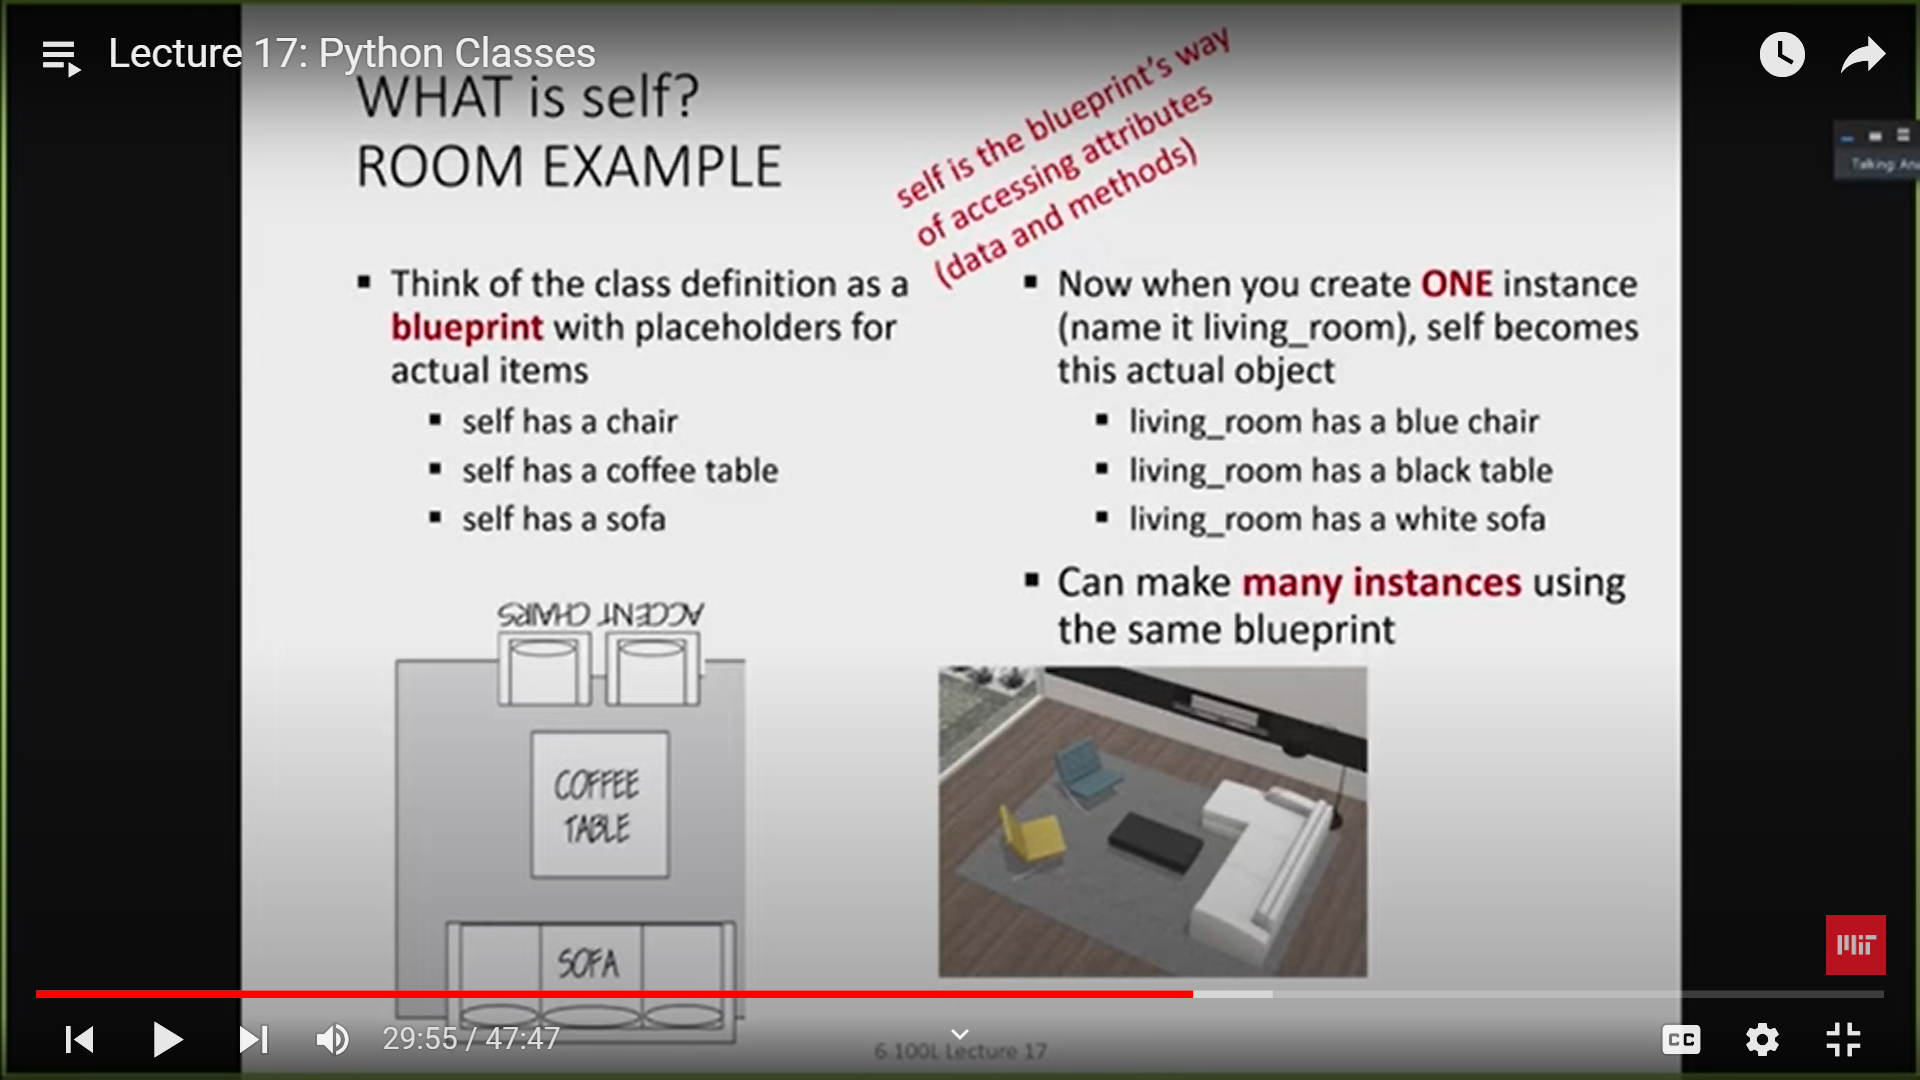 Lecture 17: Python Classes
WHAT is self?
ROOM EXAMPLE
self is the blueprint's way
of accessing attributes
(data and methods)
Talking:
▪ Think of the class definition as a
blueprint with placeholders for
actual items
▪ self has a chair
▪ self has a coffee table
▪ self has a sofa
ACCENT CHAIRS
COFFEE
TABLE
SOFA
▪ Now when you create ONE instance
(name it living_room), self becomes
this actual object
▪ living_room has a blue chair
▪ living_room has a black table
▪ living_room has a white sofa
▪ Can make many instances using
the same blueprint
MIT
29:55 / 47:47
6.100L Lecture 17
CC